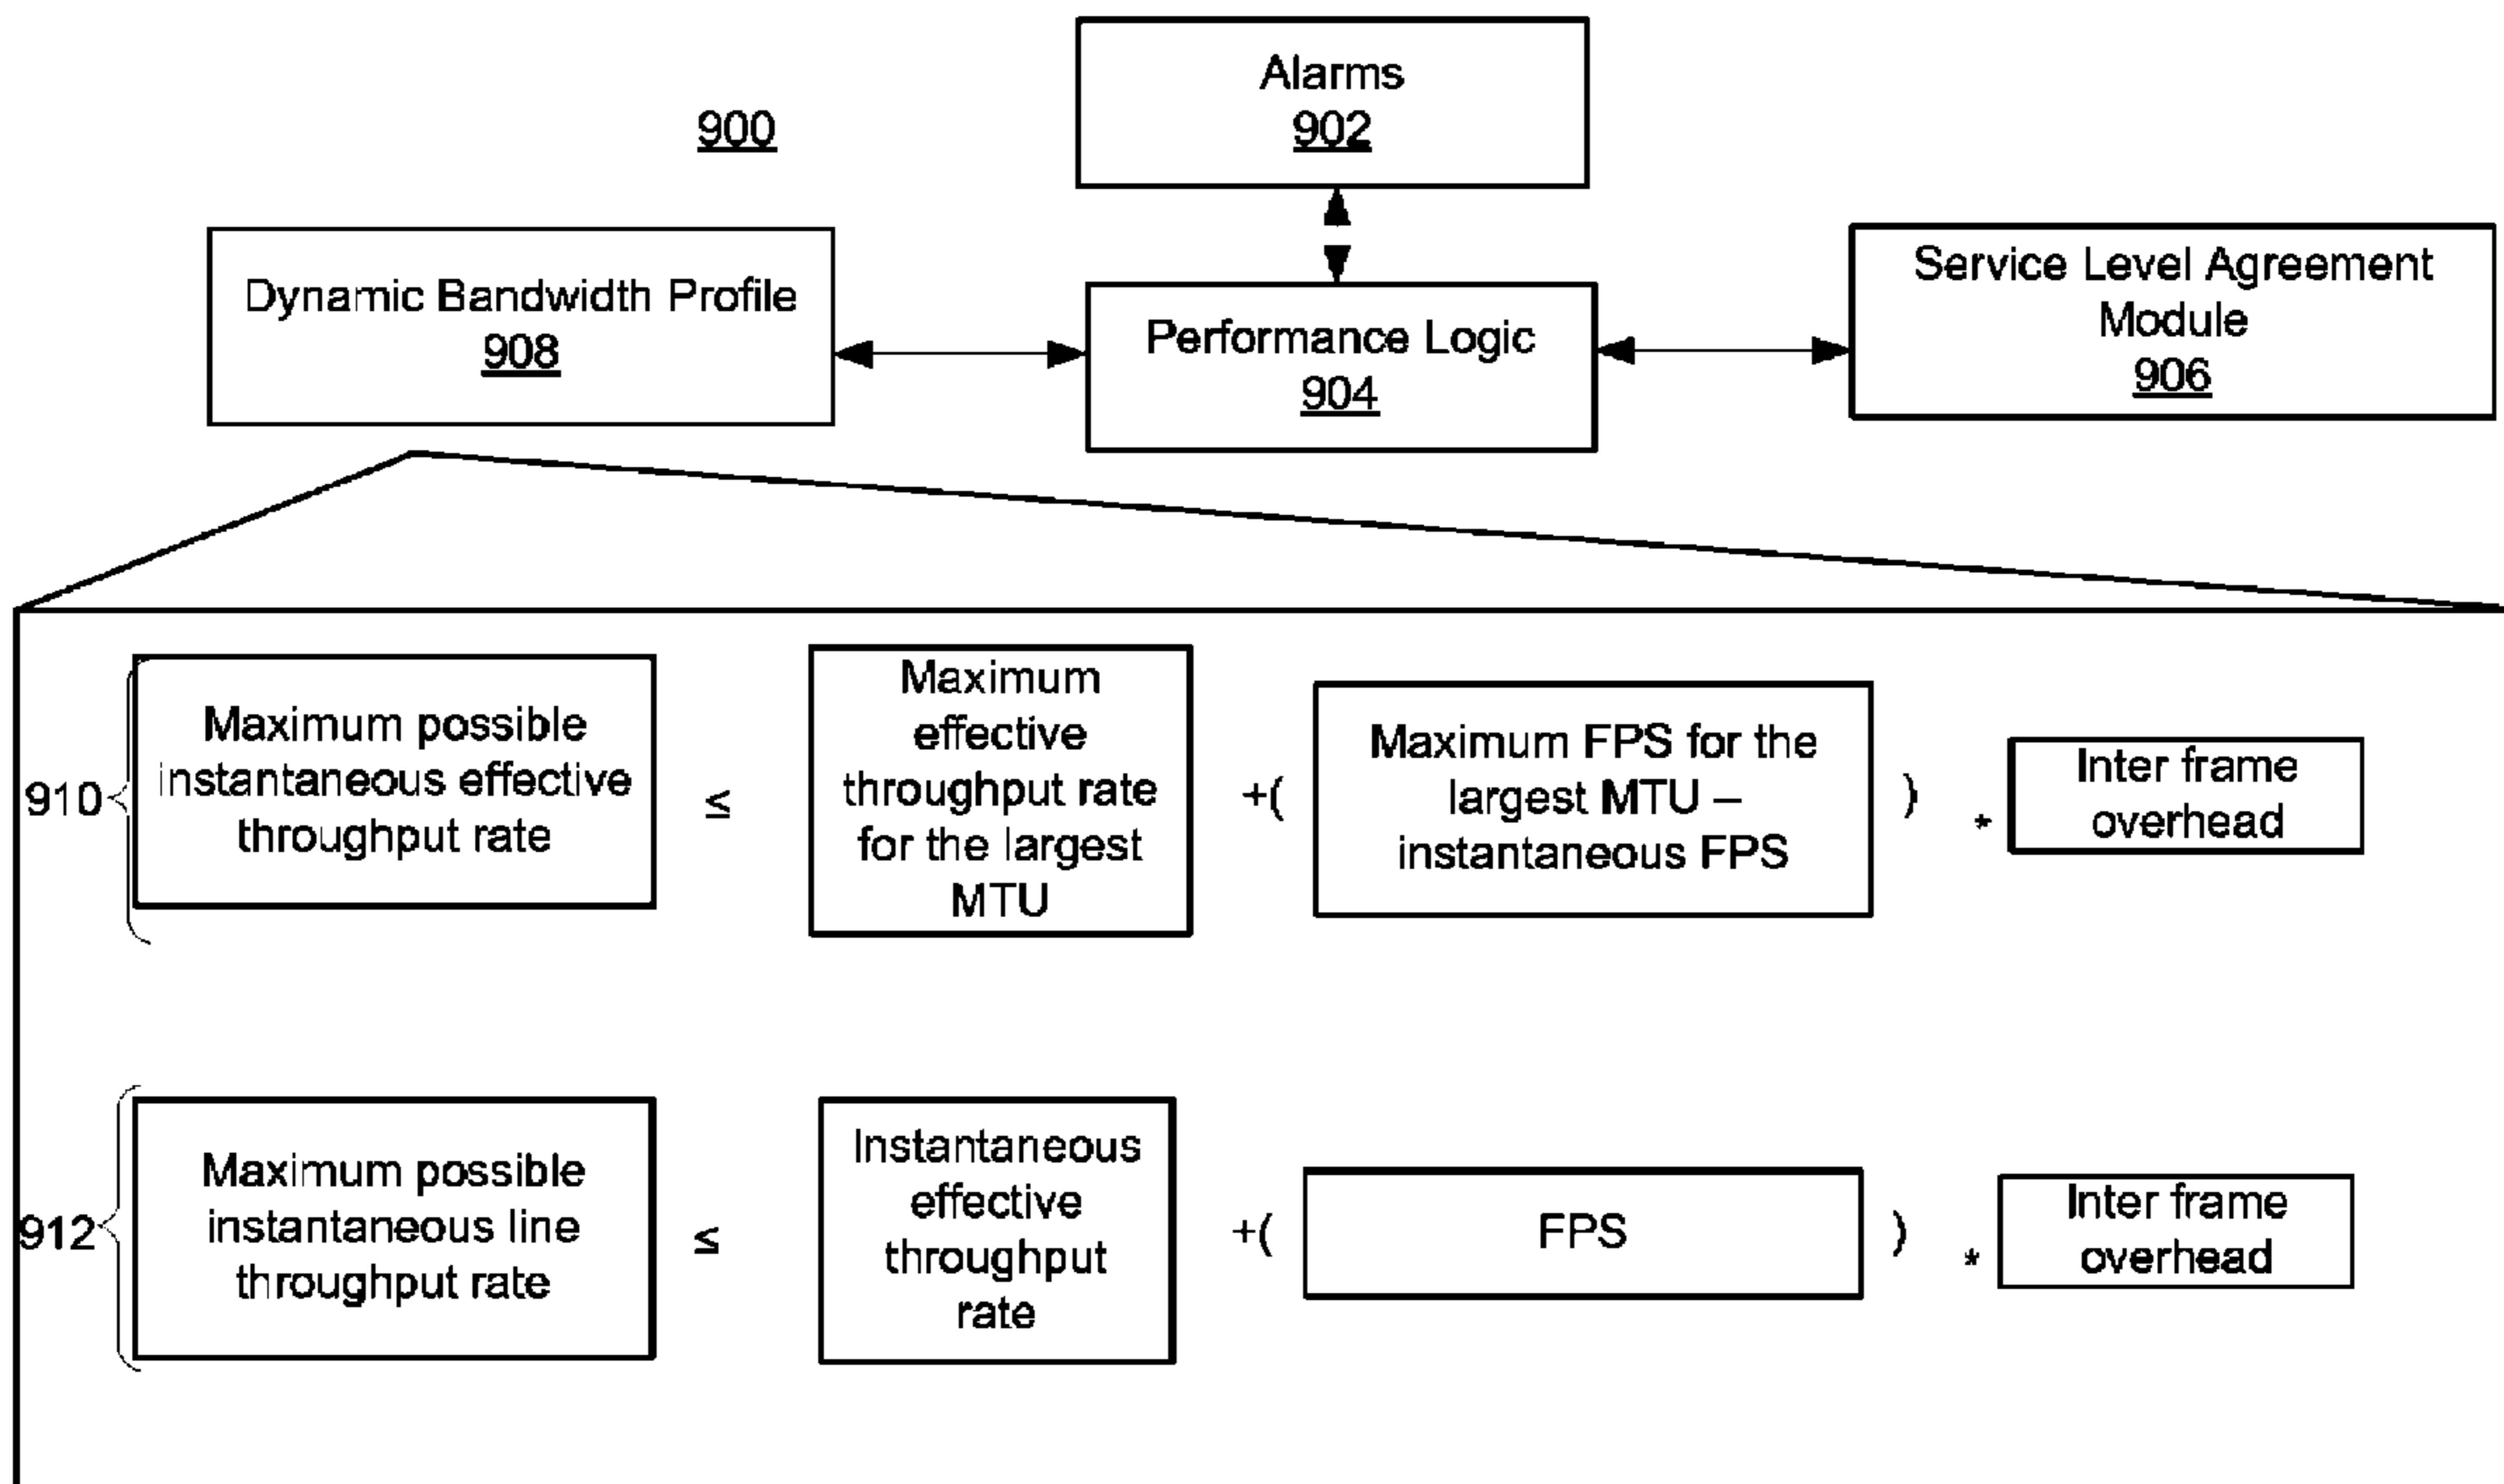 900
Alarms
902
Dynamic Bandwidth Profile
908
Performance Logic
904
Service Level Agreement
Module
906
910
Maximum possible
instantaneous effective
throughput rate
≤
Maximum
effective
throughput rate
for the largest
MTU
+(
Maximum FPS for the
largest MTU –
instantaneous FPS
)
*
Inter frame
overhead
912
Maximum possible
instantaneous line
throughput rate
≤
Instantaneous
effective
throughput
rate
+(
FPS
)
*
Inter frame
overhead